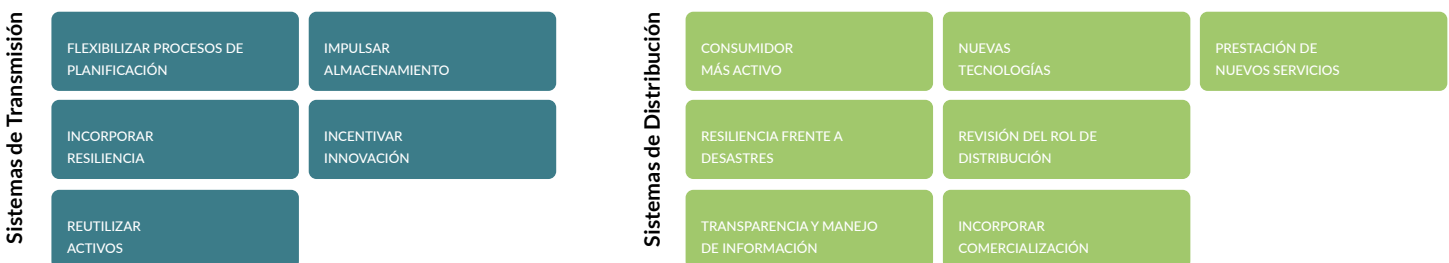 Sistemas de Transmisión
FLEXIBILIZAR PROCESOS DE
PLANIFICACIÓN
IMPULSAR
ALMACENAMIENTO
INCORPORAR
RESILIENCIA
INCENTIVAR
INNOVACIÓN
REUTILIZAR
ACTIVOS
Sistemas de Distribución
CONSUMIDOR
MÁS ACTIVO
NUEVAS
TECNOLOGÍAS
PRESTACIÓN DE
NUEVOS SERVICIOS
RESILIENCIA FRENTE A
DESASTRES
REVISIÓN DEL ROL DE
DISTRIBUCIÓN
TRANSPARENCIA Y MANEJO
DE INFORMACIÓN
INCORPORAR
COMERCIALIZACIÓN